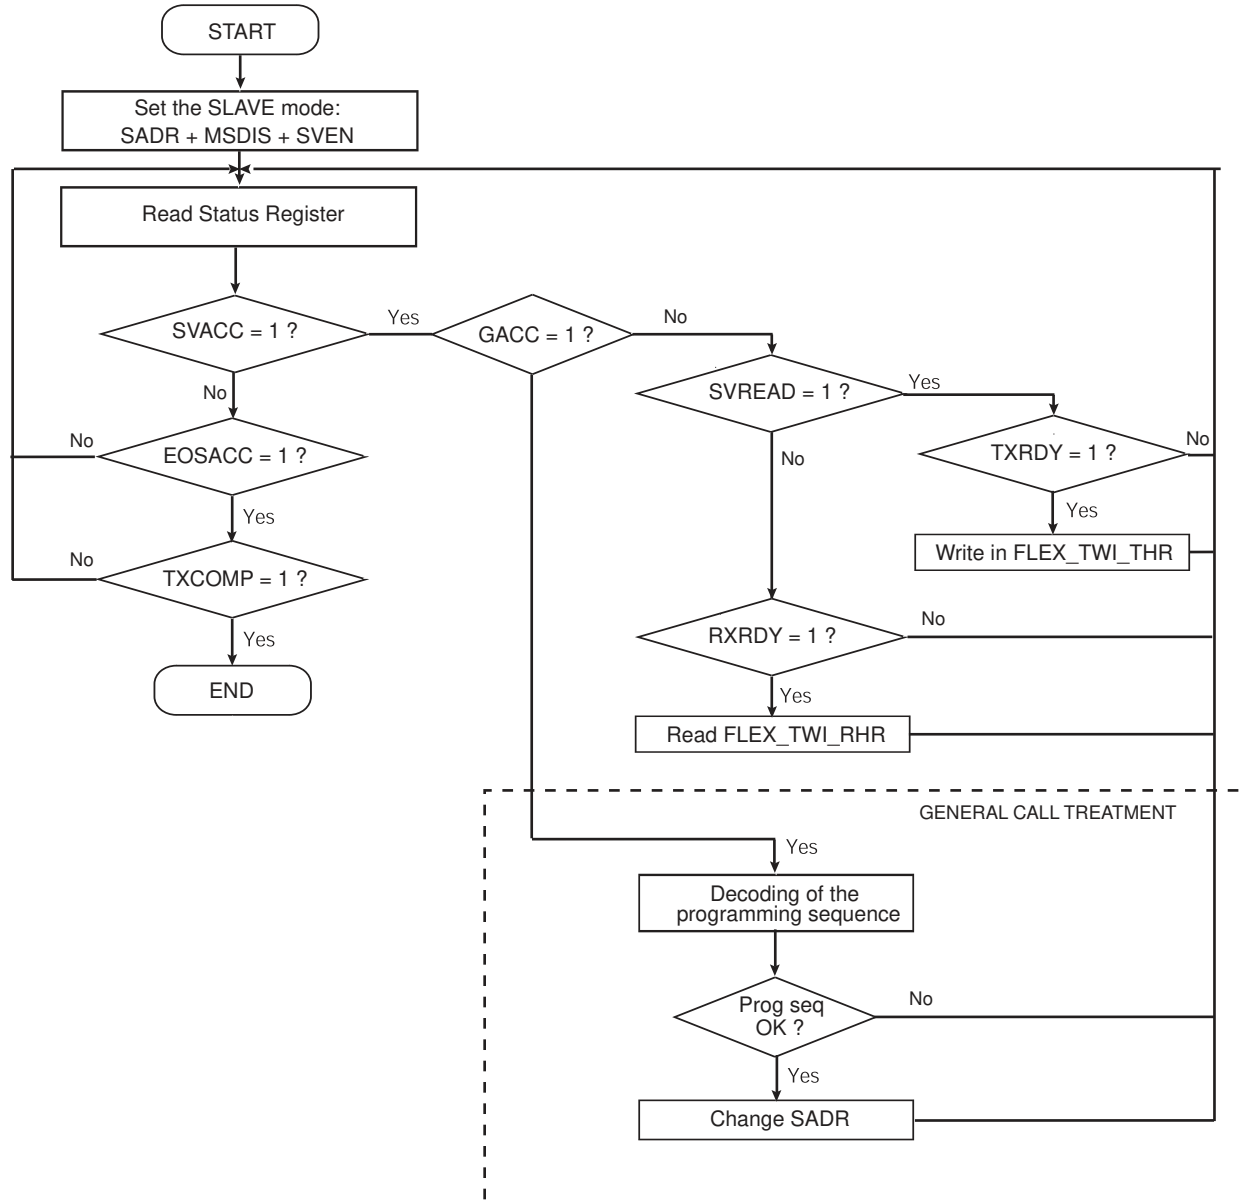 START
Set the SLAVE mode:
SADR + MSDIS + SVEN
Read Status Register
SVACC = 1 ?
Yes
GACC = 1 ?
No
SVREAD = 1 ?
Yes
No
EOSACC = 1 ?
No
TXRDY = 1 ?
No
No
Yes
Yes
Write in FLEX_TWI_THR
TXCOMP = 1 ?
No
RXRDY = 1 ?
No
Yes
END
Yes
Read FLEX_TWI_RHR
GENERAL CALL TREATMENT
Yes
Decoding of the
programming sequence
Prog seq
OK ?
No
Yes
Change SADR